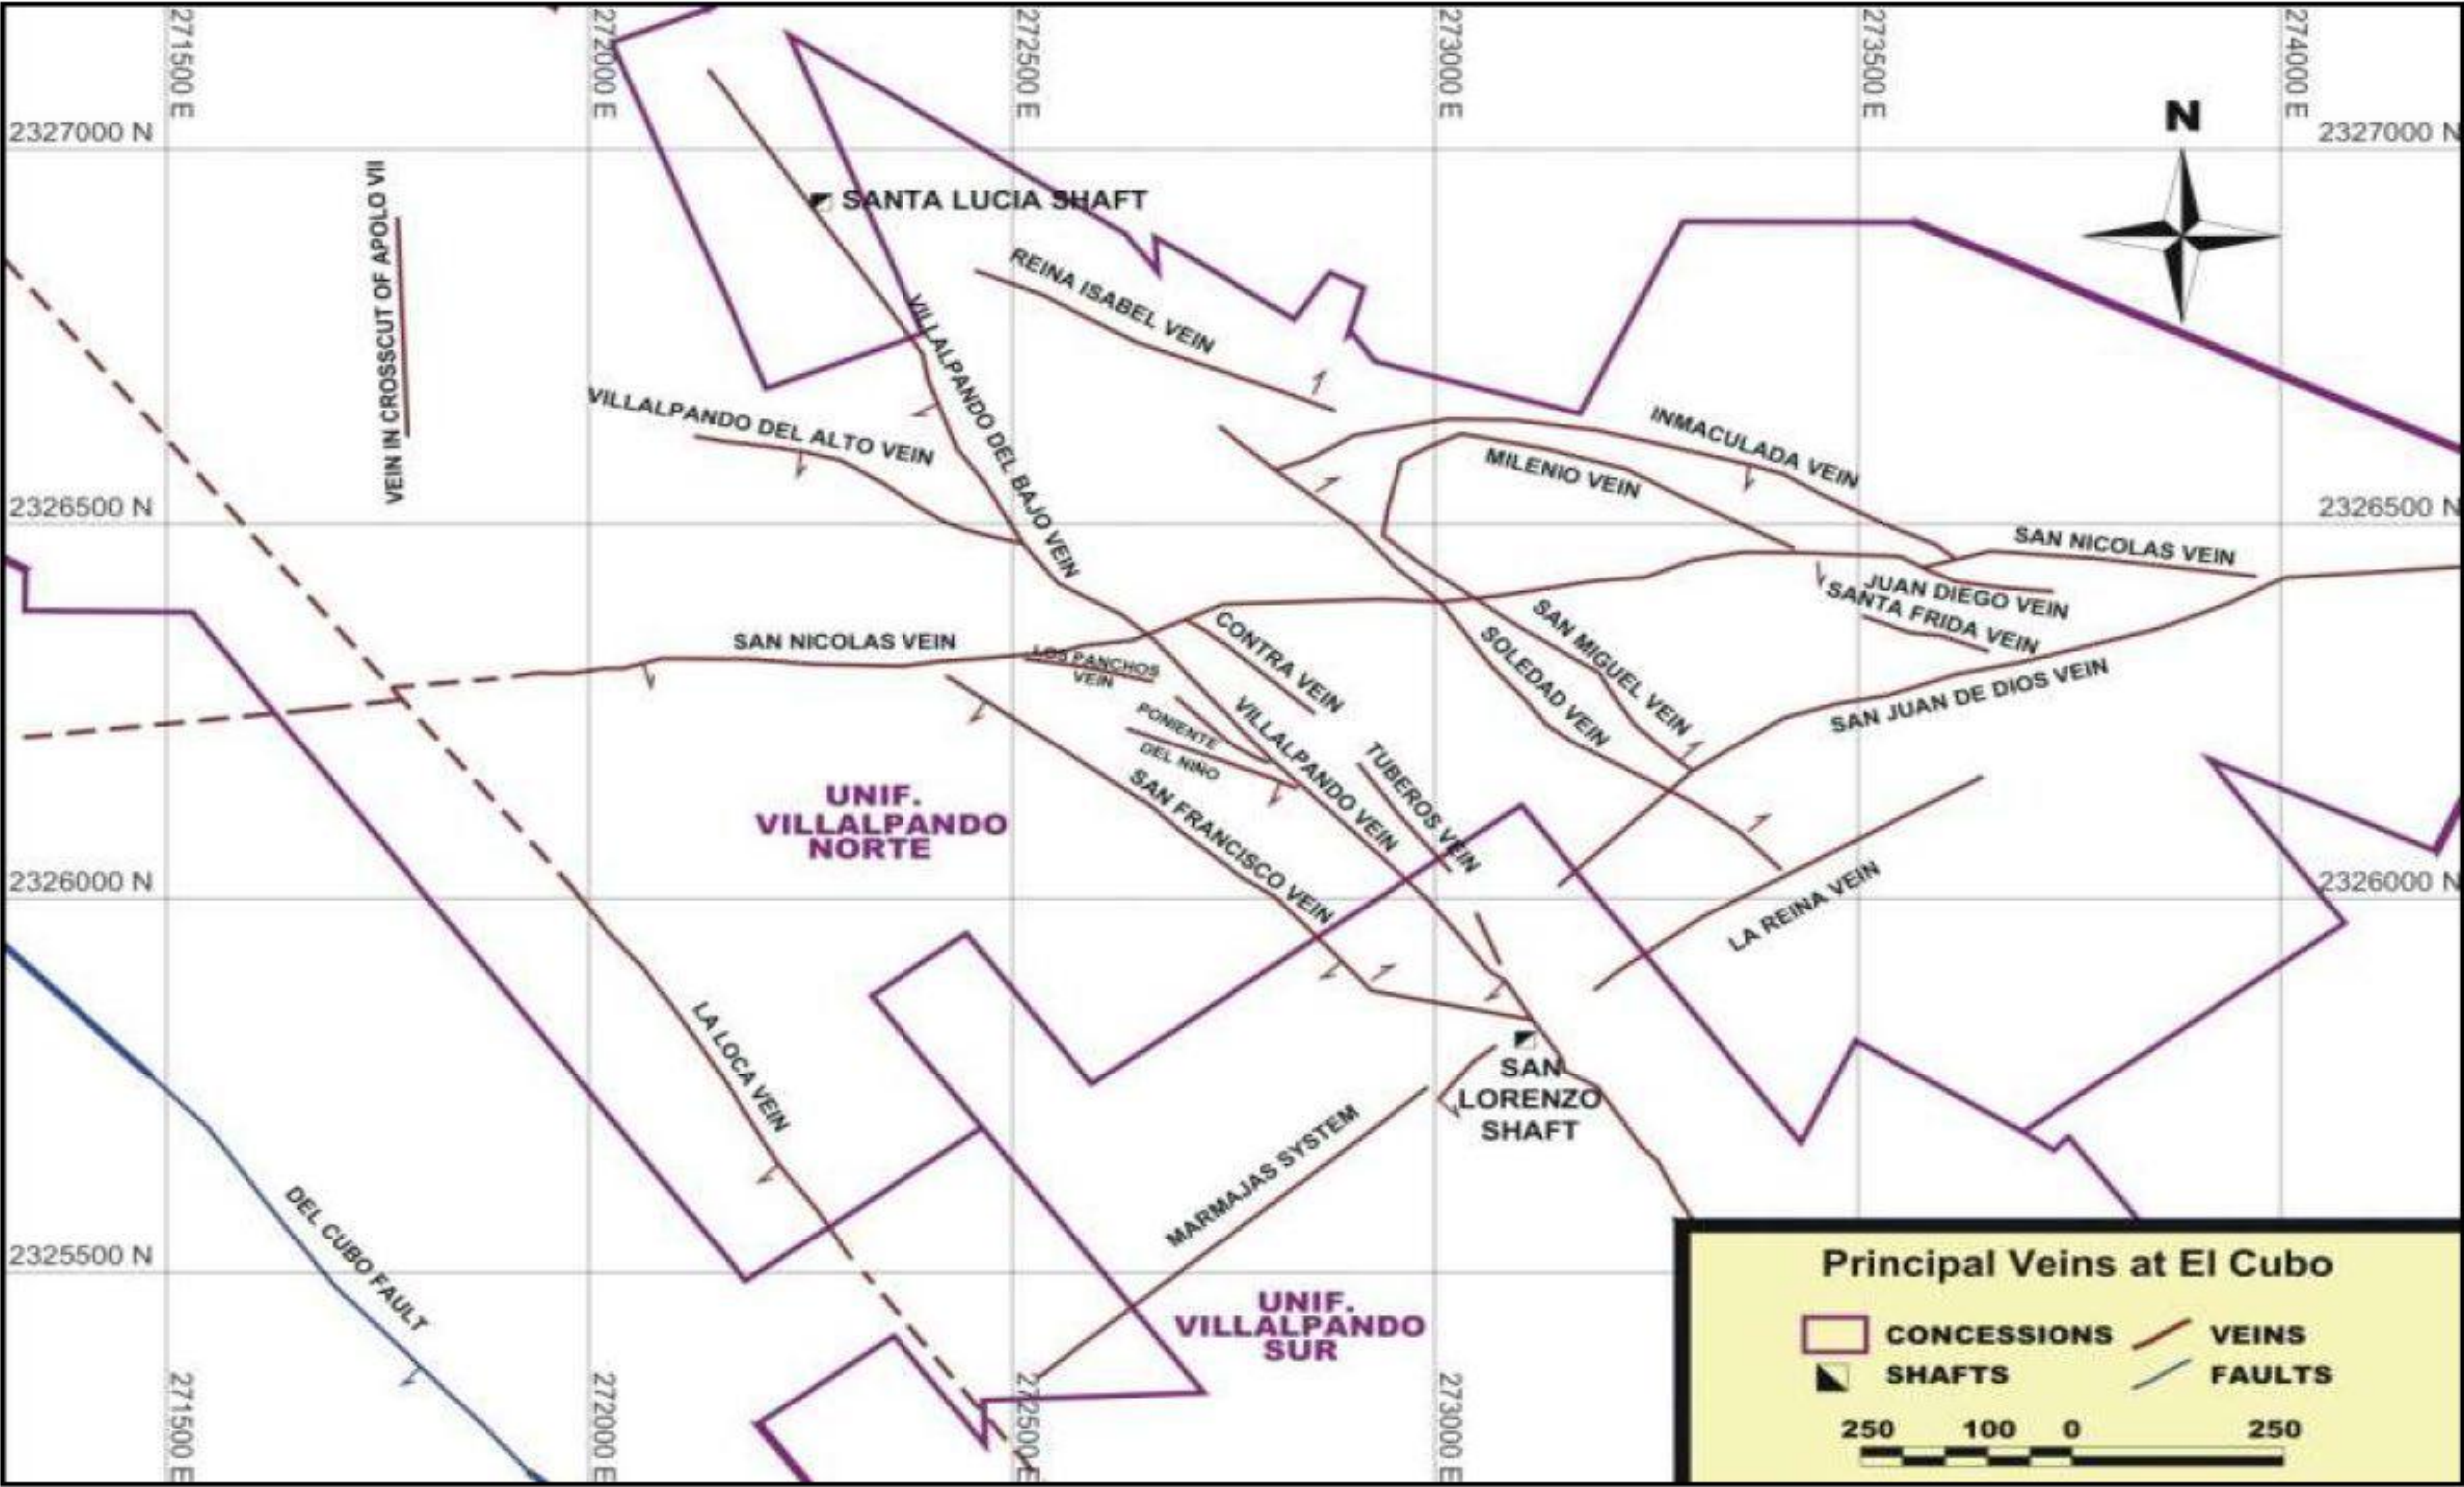 271500 E
272000 E
272500 E
273000 E
273500 E
274000 E
N
2327000 N
2327000 N
VEIN IN CROSSCUT OF APOLO VII
SANTA LUCIA SHAFT
REINA ISABEL VEIN
VILLALPANDO DEL BAJO VEIN
VILLALPANDO DEL ALTO VEIN
INMACULADA VEIN
MILENIO VEIN
2326500 N
2326500 N
SAN NICOLAS VEIN
JUAN DIEGO VEIN
SANTA FRIDA VEIN
SAN NICOLAS VEIN
LOS PANCHOS
VEIN
CONTRA VEIN
SAN MIGUEL VEIN
SOLEDAD VEIN
SAN JUAN DE DIOS VEIN
PONIENTE
DEL NIÑO
VILLALPANDO VEIN
TUBEROS VEIN
SAN FRANCISCO VEIN
UNIF.
VILLALPANDO
NORTE
2326000 N
2326000 N
LA REINA VEIN
LA LOCA VEIN
SAN
LORENZO
SHAFT
MARMAJAS SYSTEM
DEL CUBO FAULT
2325500 N
UNIF.
VILLALPANDO
SUR
271500 E
272000 E
272500 E
273000 E
Principal Veins at El Cubo
CONCESSIONS
VEINS
SHAFTS
FAULTS
250 100 0 250